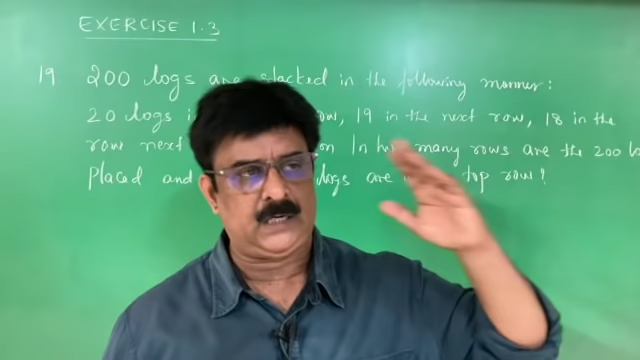 EXERCISE 1.3
19 200 logs are stacked in the following manner:
20 logs row, 19 in the next row, 18 in the
row next on In how many rows are the 200
placed and logs are top row?